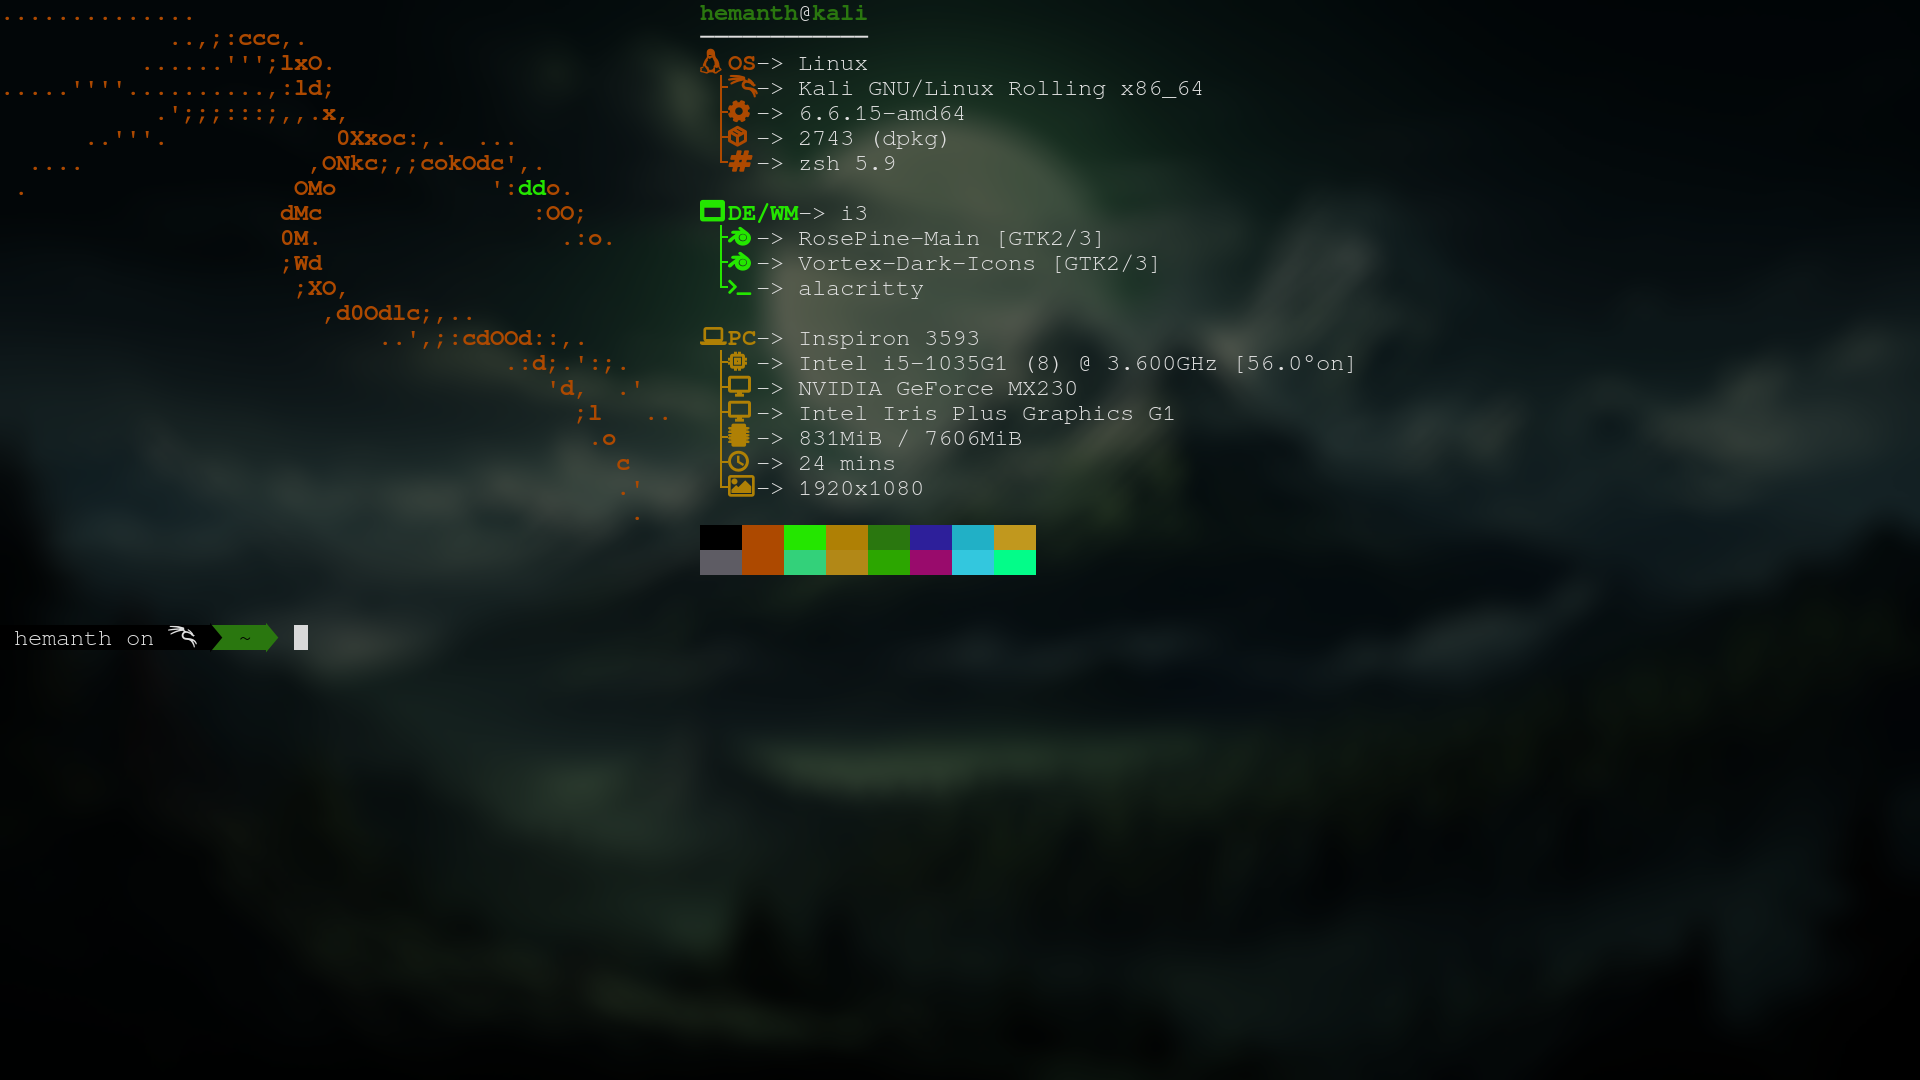 ..............
            ..,;:ccc,.
          ......''';lxO.
.....''''..........,:ld;
           .';;;:::;,,.x,
      ..'''.            0Xxoc:,.  ...
  ....                ,ONkc;,;cokOdc',.
 .                   OMo           ':ddo.
                    dMc               :OO;
                    0M.                 .:o.
                    ;Wd
                     ;XO,
                       ,d0Odlc;,..
                           ..',;:cdOOd::,.
                                    .:d;.':;.
                                       'd,  .'
                                         ;l   ..
                                          .o
                                            c
                                            .'
                                             .
hemanth@kali
OS-> Linux
-> Kali GNU/Linux Rolling x86_64
-> 6.6.15-amd64
-> 2743 (dpkg)
-> zsh 5.9
DE/WM-> i3
-> RosePine-Main [GTK2/3]
-> Vortex-Dark-Icons [GTK2/3]
-> alacritty
PC-> Inspiron 3593
-> Intel i5-1035G1 (8) @ 3.600GHz [56.0°on]
-> NVIDIA GeForce MX230
-> Intel Iris Plus Graphics G1
-> 831MiB / 7606MiB
-> 24 mins
-> 1920x1080
hemanth on ~